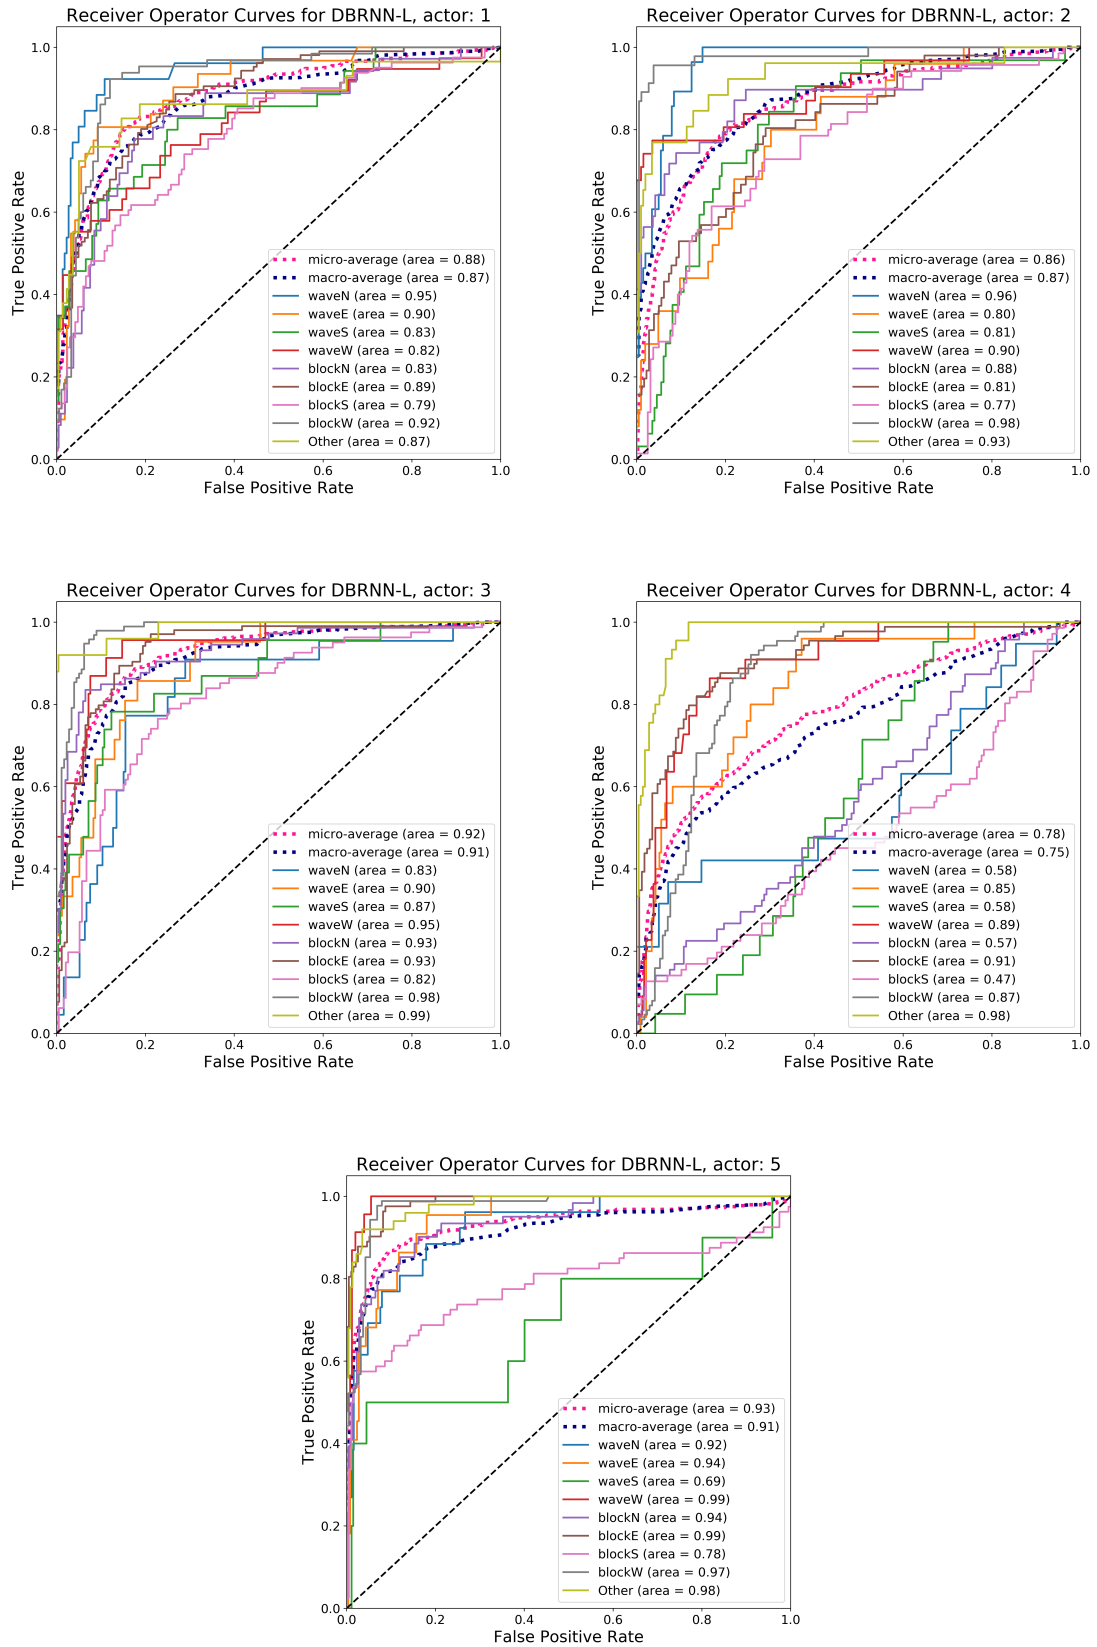 Receiver Operator Curves for DBRNN-L, actor: 1
True Positive Rate
1.0
0.8
0.6
0.4
0.2
0.0
micro-average (area = 0.88)
macro-average (area = 0.87)
waveN (area = 0.95)
waveE (area = 0.90)
waveS (area = 0.83)
waveW (area = 0.82)
blockN (area = 0.83)
blockE (area = 0.89)
blockS (area = 0.79)
blockW (area = 0.92)
Other (area = 0.87)
0.0 0.2 0.4 0.6 0.8 1.0
False Positive Rate
Receiver Operator Curves for DBRNN-L, actor: 2
True Positive Rate
1.0
0.8
0.6
0.4
0.2
0.0
micro-average (area = 0.86)
macro-average (area = 0.87)
waveN (area = 0.96)
waveE (area = 0.80)
waveS (area = 0.81)
waveW (area = 0.90)
blockN (area = 0.88)
blockE (area = 0.81)
blockS (area = 0.77)
blockW (area = 0.98)
Other (area = 0.93)
0.0 0.2 0.4 0.6 0.8 1.0
False Positive Rate
Receiver Operator Curves for DBRNN-L, actor: 3
True Positive Rate
1.0
0.8
0.6
0.4
0.2
0.0
micro-average (area = 0.92)
macro-average (area = 0.91)
waveN (area = 0.83)
waveE (area = 0.90)
waveS (area = 0.87)
waveW (area = 0.95)
blockN (area = 0.93)
blockE (area = 0.93)
blockS (area = 0.82)
blockW (area = 0.98)
Other (area = 0.99)
0.0 0.2 0.4 0.6 0.8 1.0
False Positive Rate
Receiver Operator Curves for DBRNN-L, actor: 4
True Positive Rate
1.0
0.8
0.6
0.4
0.2
0.0
micro-average (area = 0.78)
macro-average (area = 0.75)
waveN (area = 0.58)
waveE (area = 0.85)
waveS (area = 0.58)
waveW (area = 0.89)
blockN (area = 0.57)
blockE (area = 0.91)
blockS (area = 0.47)
blockW (area = 0.87)
Other (area = 0.98)
0.0 0.2 0.4 0.6 0.8 1.0
False Positive Rate
Receiver Operator Curves for DBRNN-L, actor: 5
True Positive Rate
1.0
0.8
0.6
0.4
0.2
0.0
micro-average (area = 0.93)
macro-average (area = 0.91)
waveN (area = 0.92)
waveE (area = 0.94)
waveS (area = 0.69)
waveW (area = 0.99)
blockN (area = 0.94)
blockE (area = 0.99)
blockS (area = 0.78)
blockW (area = 0.97)
Other (area = 0.98)
0.0 0.2 0.4 0.6 0.8 1.0
False Positive Rate